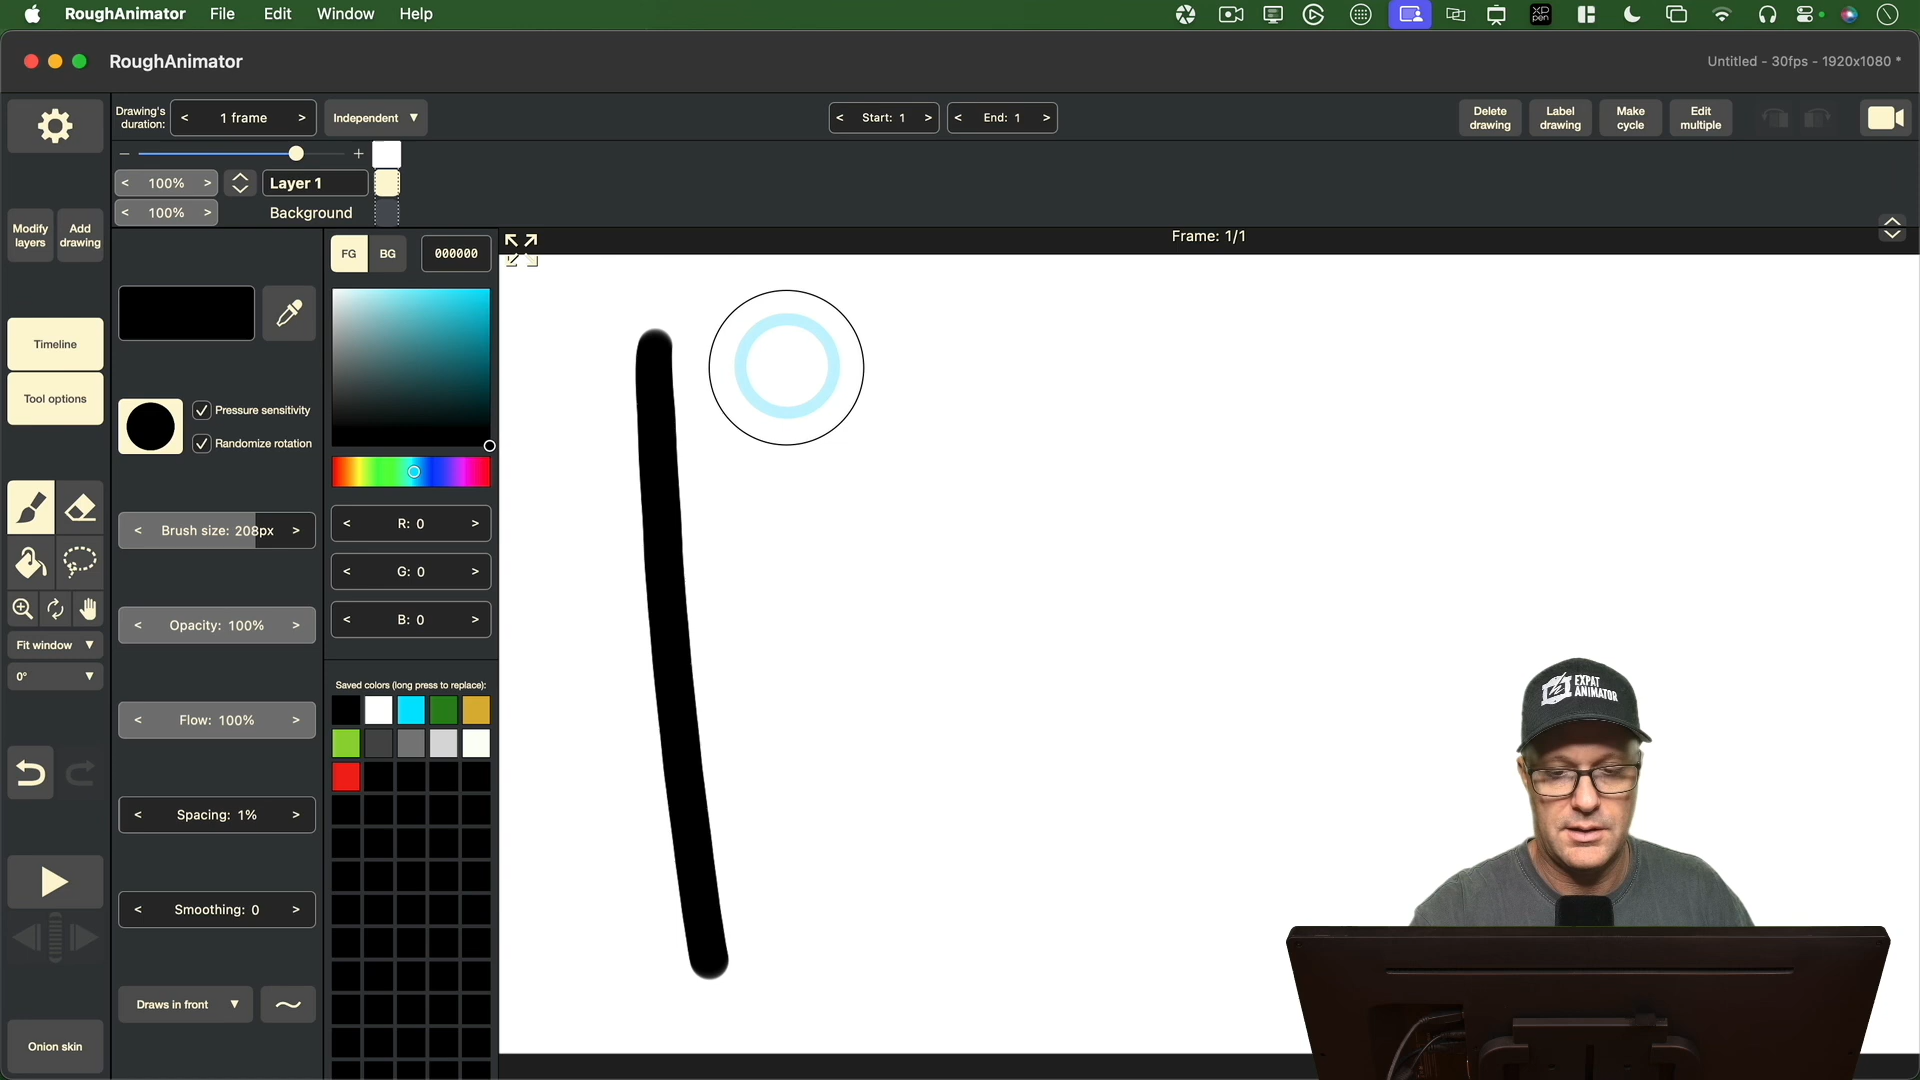 RoughAnimator File Edit Window Help
XP
pen
RoughAnimator
Untitled - 30fps - 1920x1080 *
Drawing's
duration:
< 1 frame >
Independent ▼
< Start: 1 >
< End: 1 >
Delete
drawing
Label
drawing
Make
cycle
Edit
multiple
− +
< 100% > Layer 1
< 100% > Background
Modify
layers
Add
drawing
Frame: 1/1
FG BG 000000
Timeline
Tool options
Pressure sensitivity
Randomize rotation
< Brush size: 208px >
< R: 0 >
< G: 0 >
< B: 0 >
< Opacity: 100% >
Fit window ▼
0° ▼
Saved colors (long press to replace):
< Flow: 100% >
< Spacing: 1% >
< Smoothing: 0 >
Draws in front ▼
Onion skin
EXPAT
ANIMATOR